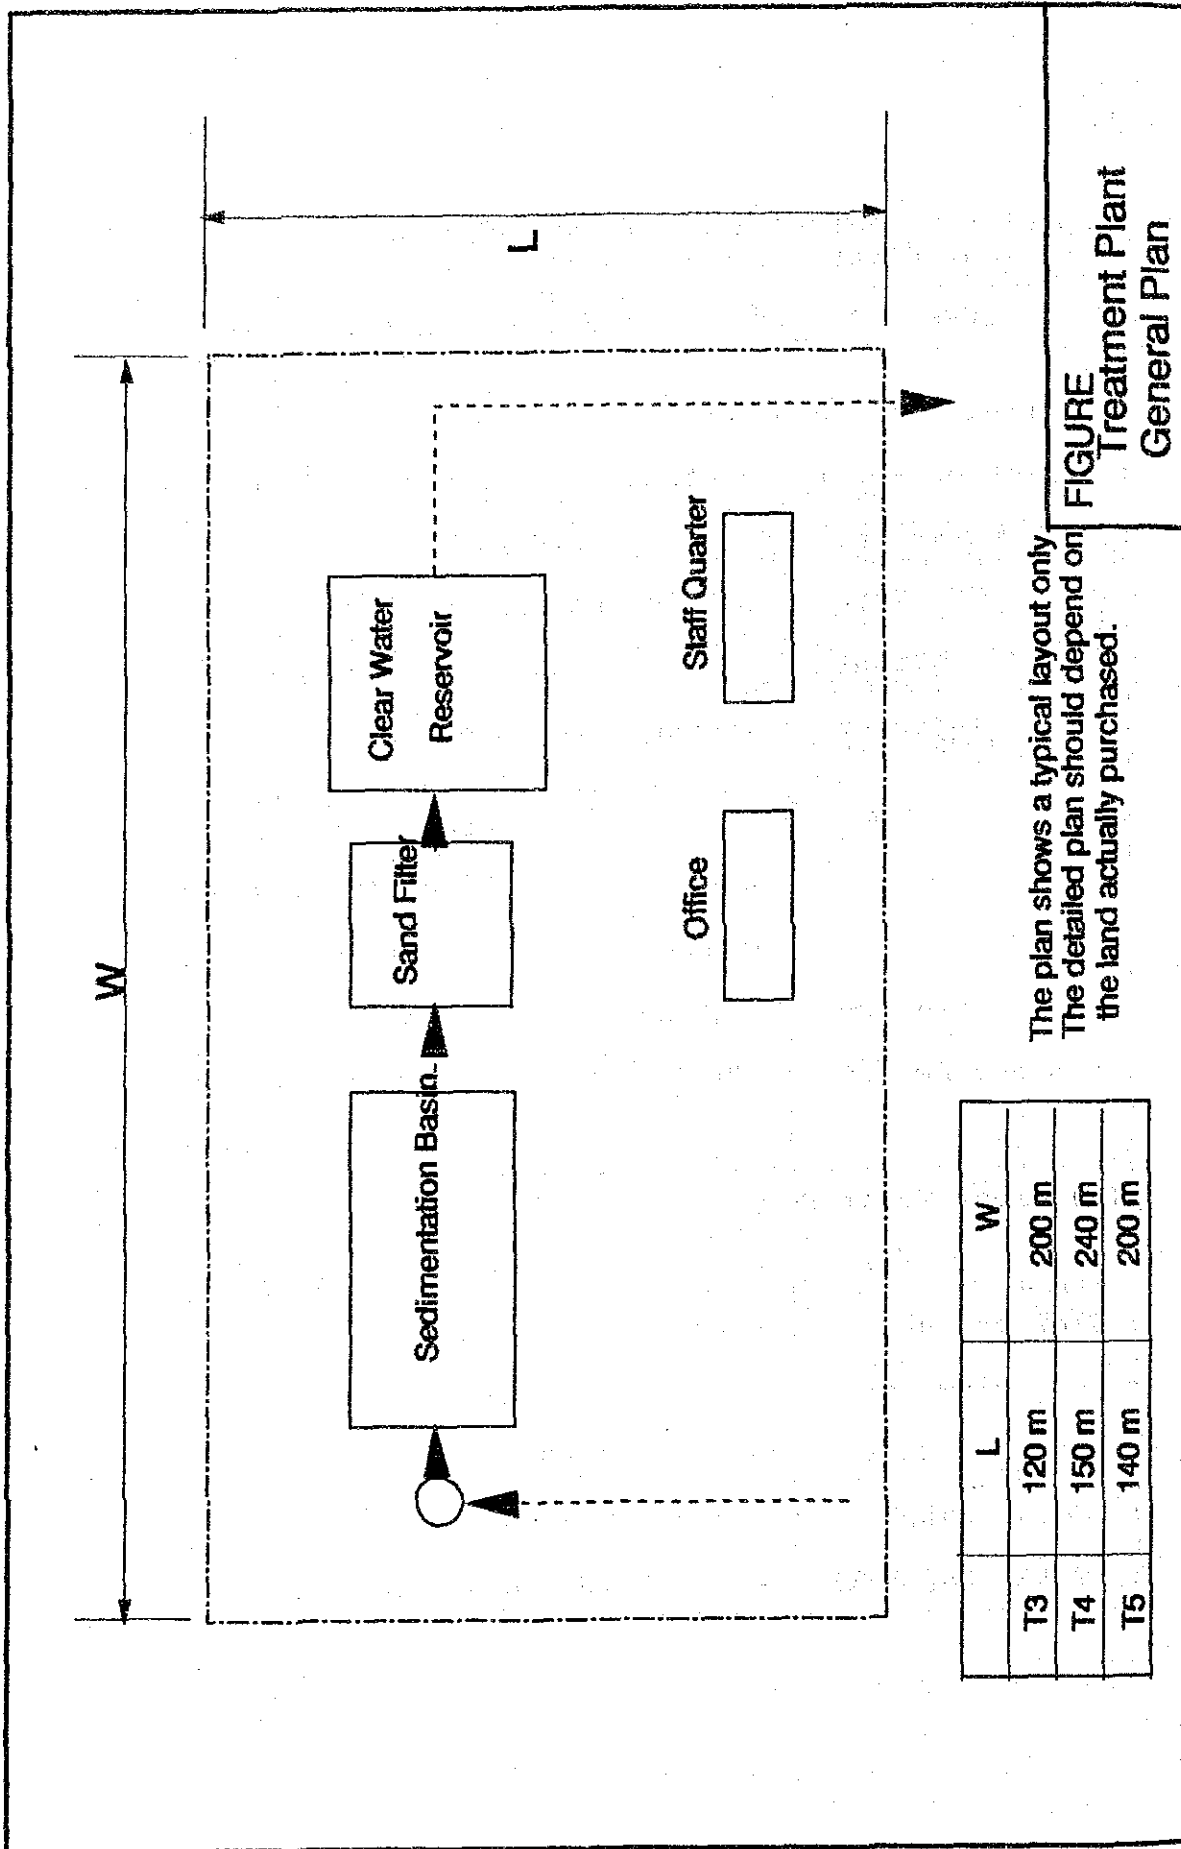 W
L
Sedimentation Basin
Sand Filter
Clear Water
Reservoir
Office
Staff Quarter
L W
T3 120 m 200 m
T4 150 m 240 m
T5 140 m 200 m
The plan shows a typical layout only
The detailed plan should depend on
the land actually purchased.
FIGURE
Treatment Plant
General Plan